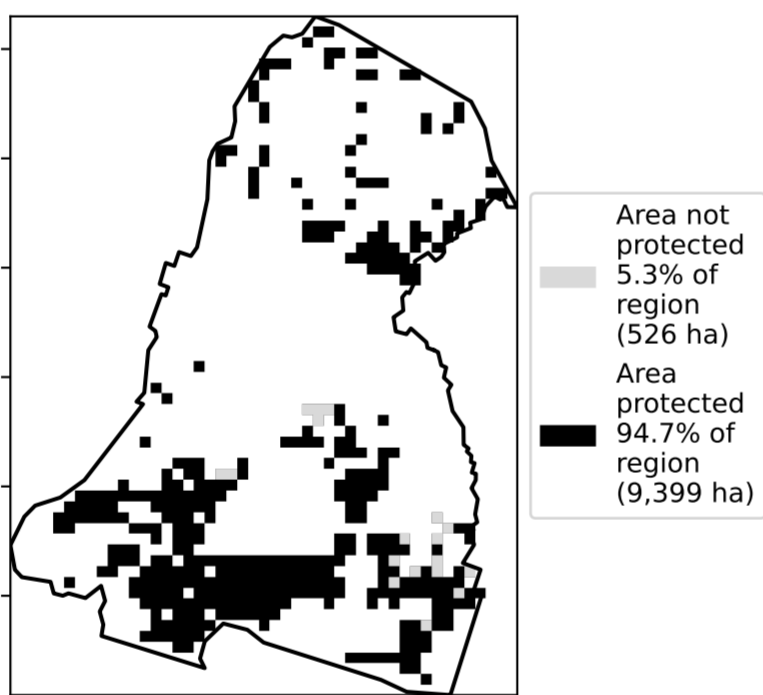 Area not
protected
5.3% of
region
(526 ha)
Area
protected
94.7% of
region
(9,399 ha)